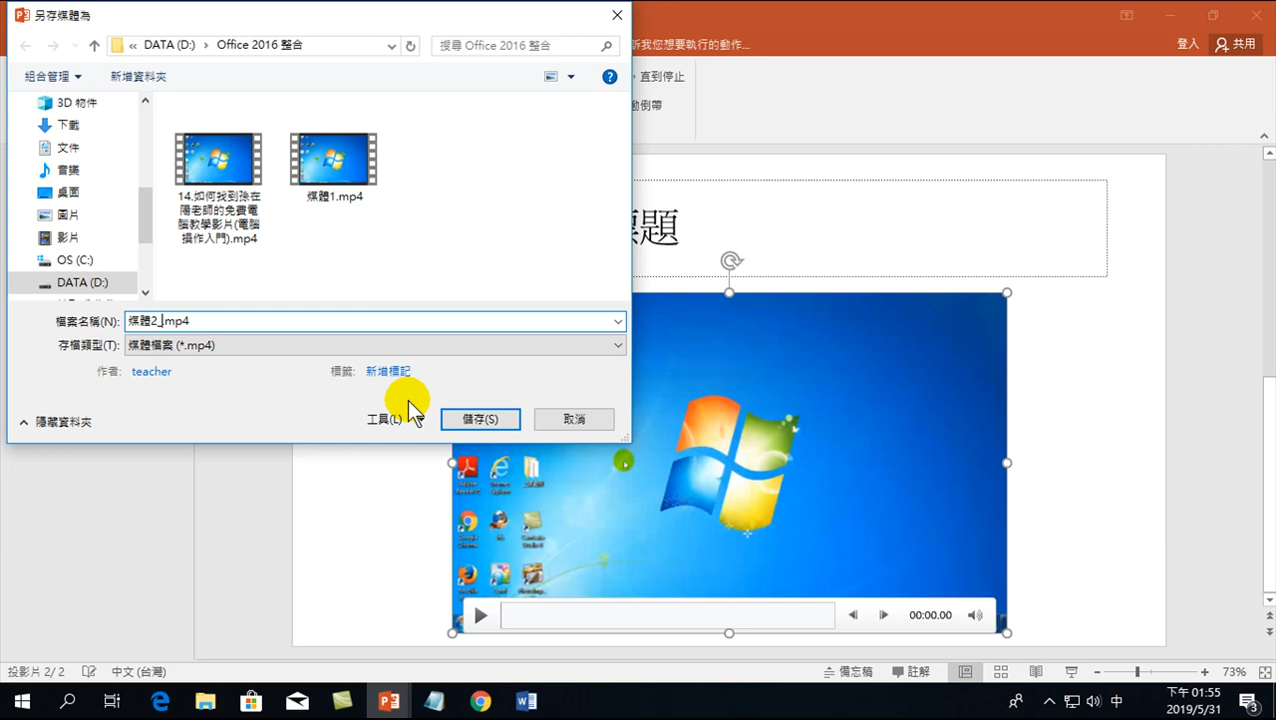 另存媒體為
DATA (D:) > Office 2016 整合
搜尋 Office 2016 整合
組合管理
新增資料夾
3D 物件
下載
文件
音樂
桌面
圖片
影片
OS (C:)
DATA (D:)
14.如何找到孫在
陽老師的免費電
腦教學影片(電腦
操作入門).mp4
媒體1.mp4
檔案名稱(N):
媒體2_.mp4
存檔類型(T):
媒體檔案 (*.mp4)
作者:
teacher
標籤:
新增標記
隱藏資料夾
工具(L)
儲存(S)
取消
訴我您想要執行的動作...
登入
共用
直到停止
動倒帶
標題
00:00.00
投影片 2/ 2
中文 (台灣)
備忘稿
註解
73%
中
下午 01:55
2019/5/31
3